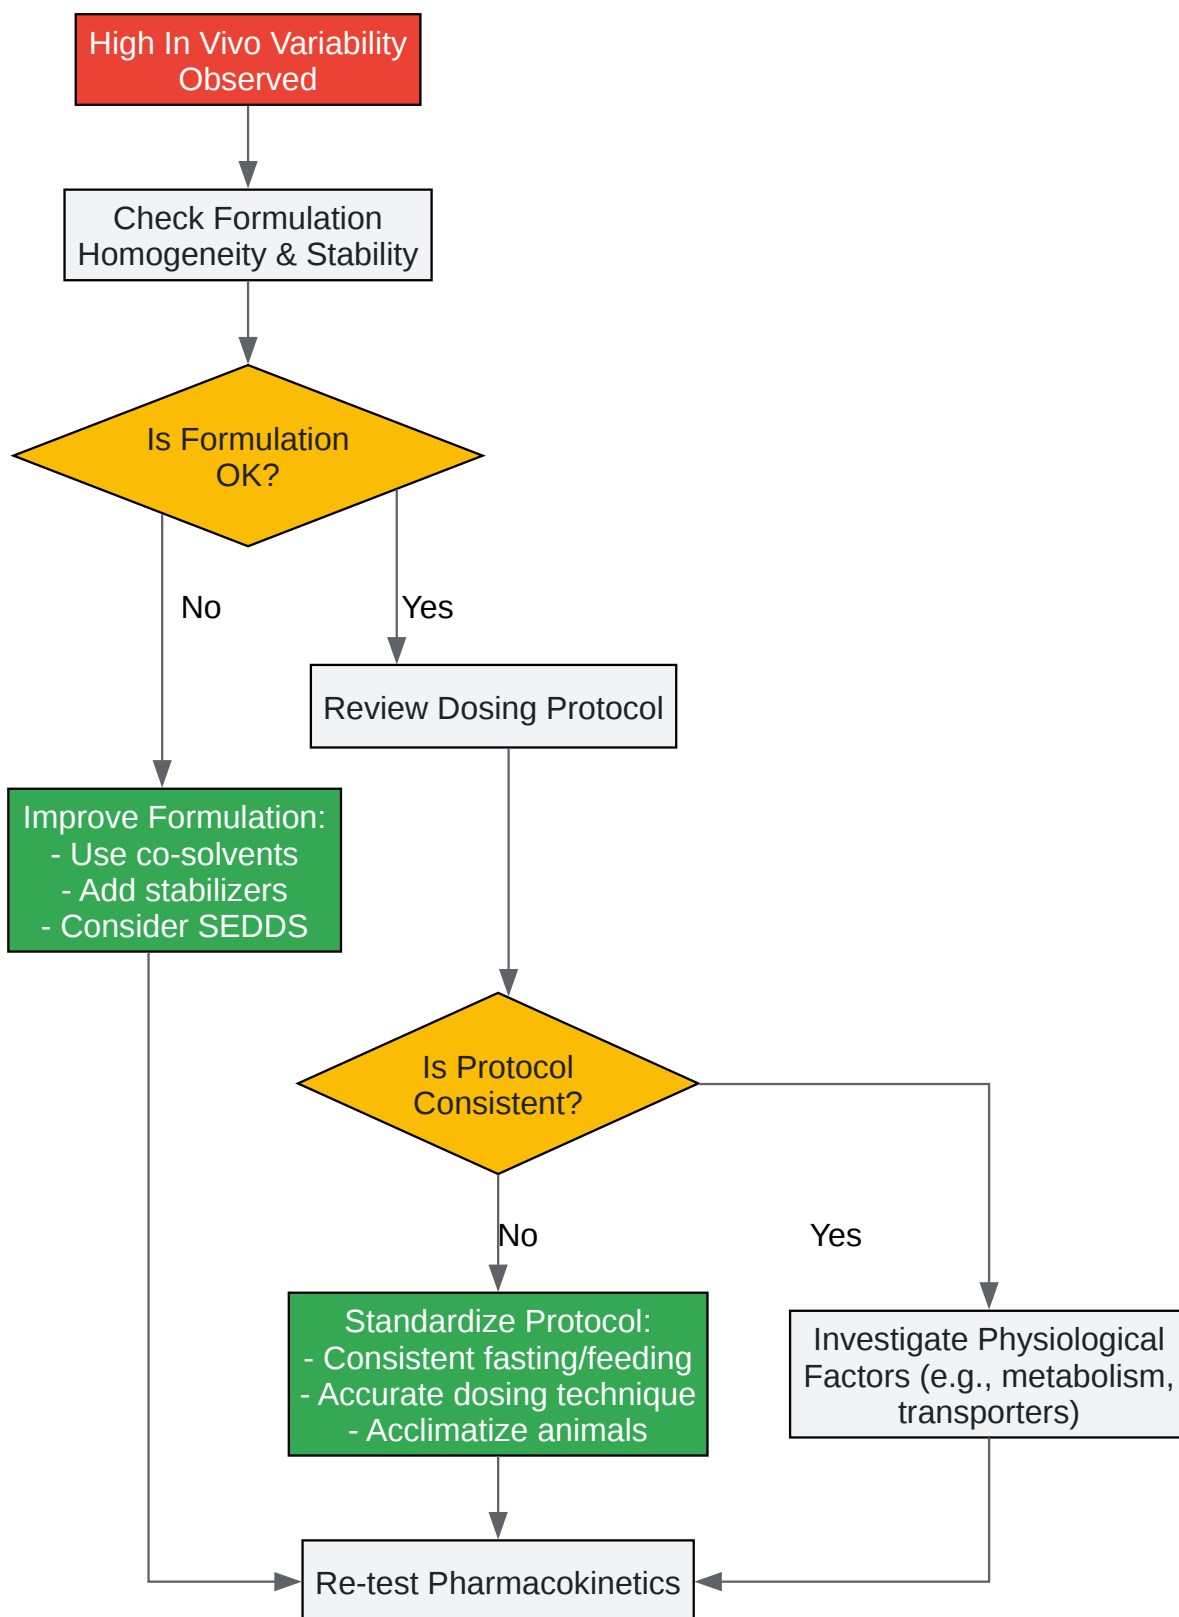 High In Vivo Variability
Observed
Check Formulation
Homogeneity & Stability
Is Formulation
OK?
No
Yes
Review Dosing Protocol
Improve Formulation:
- Use co-solvents
- Add stabilizers
- Consider SEDDS
Is Protocol
Consistent?
No
Yes
Standardize Protocol:
- Consistent fasting/feeding
- Accurate dosing technique
- Acclimatize animals
Investigate Physiological
Factors (e.g., metabolism,
transporters)
Re-test Pharmacokinetics